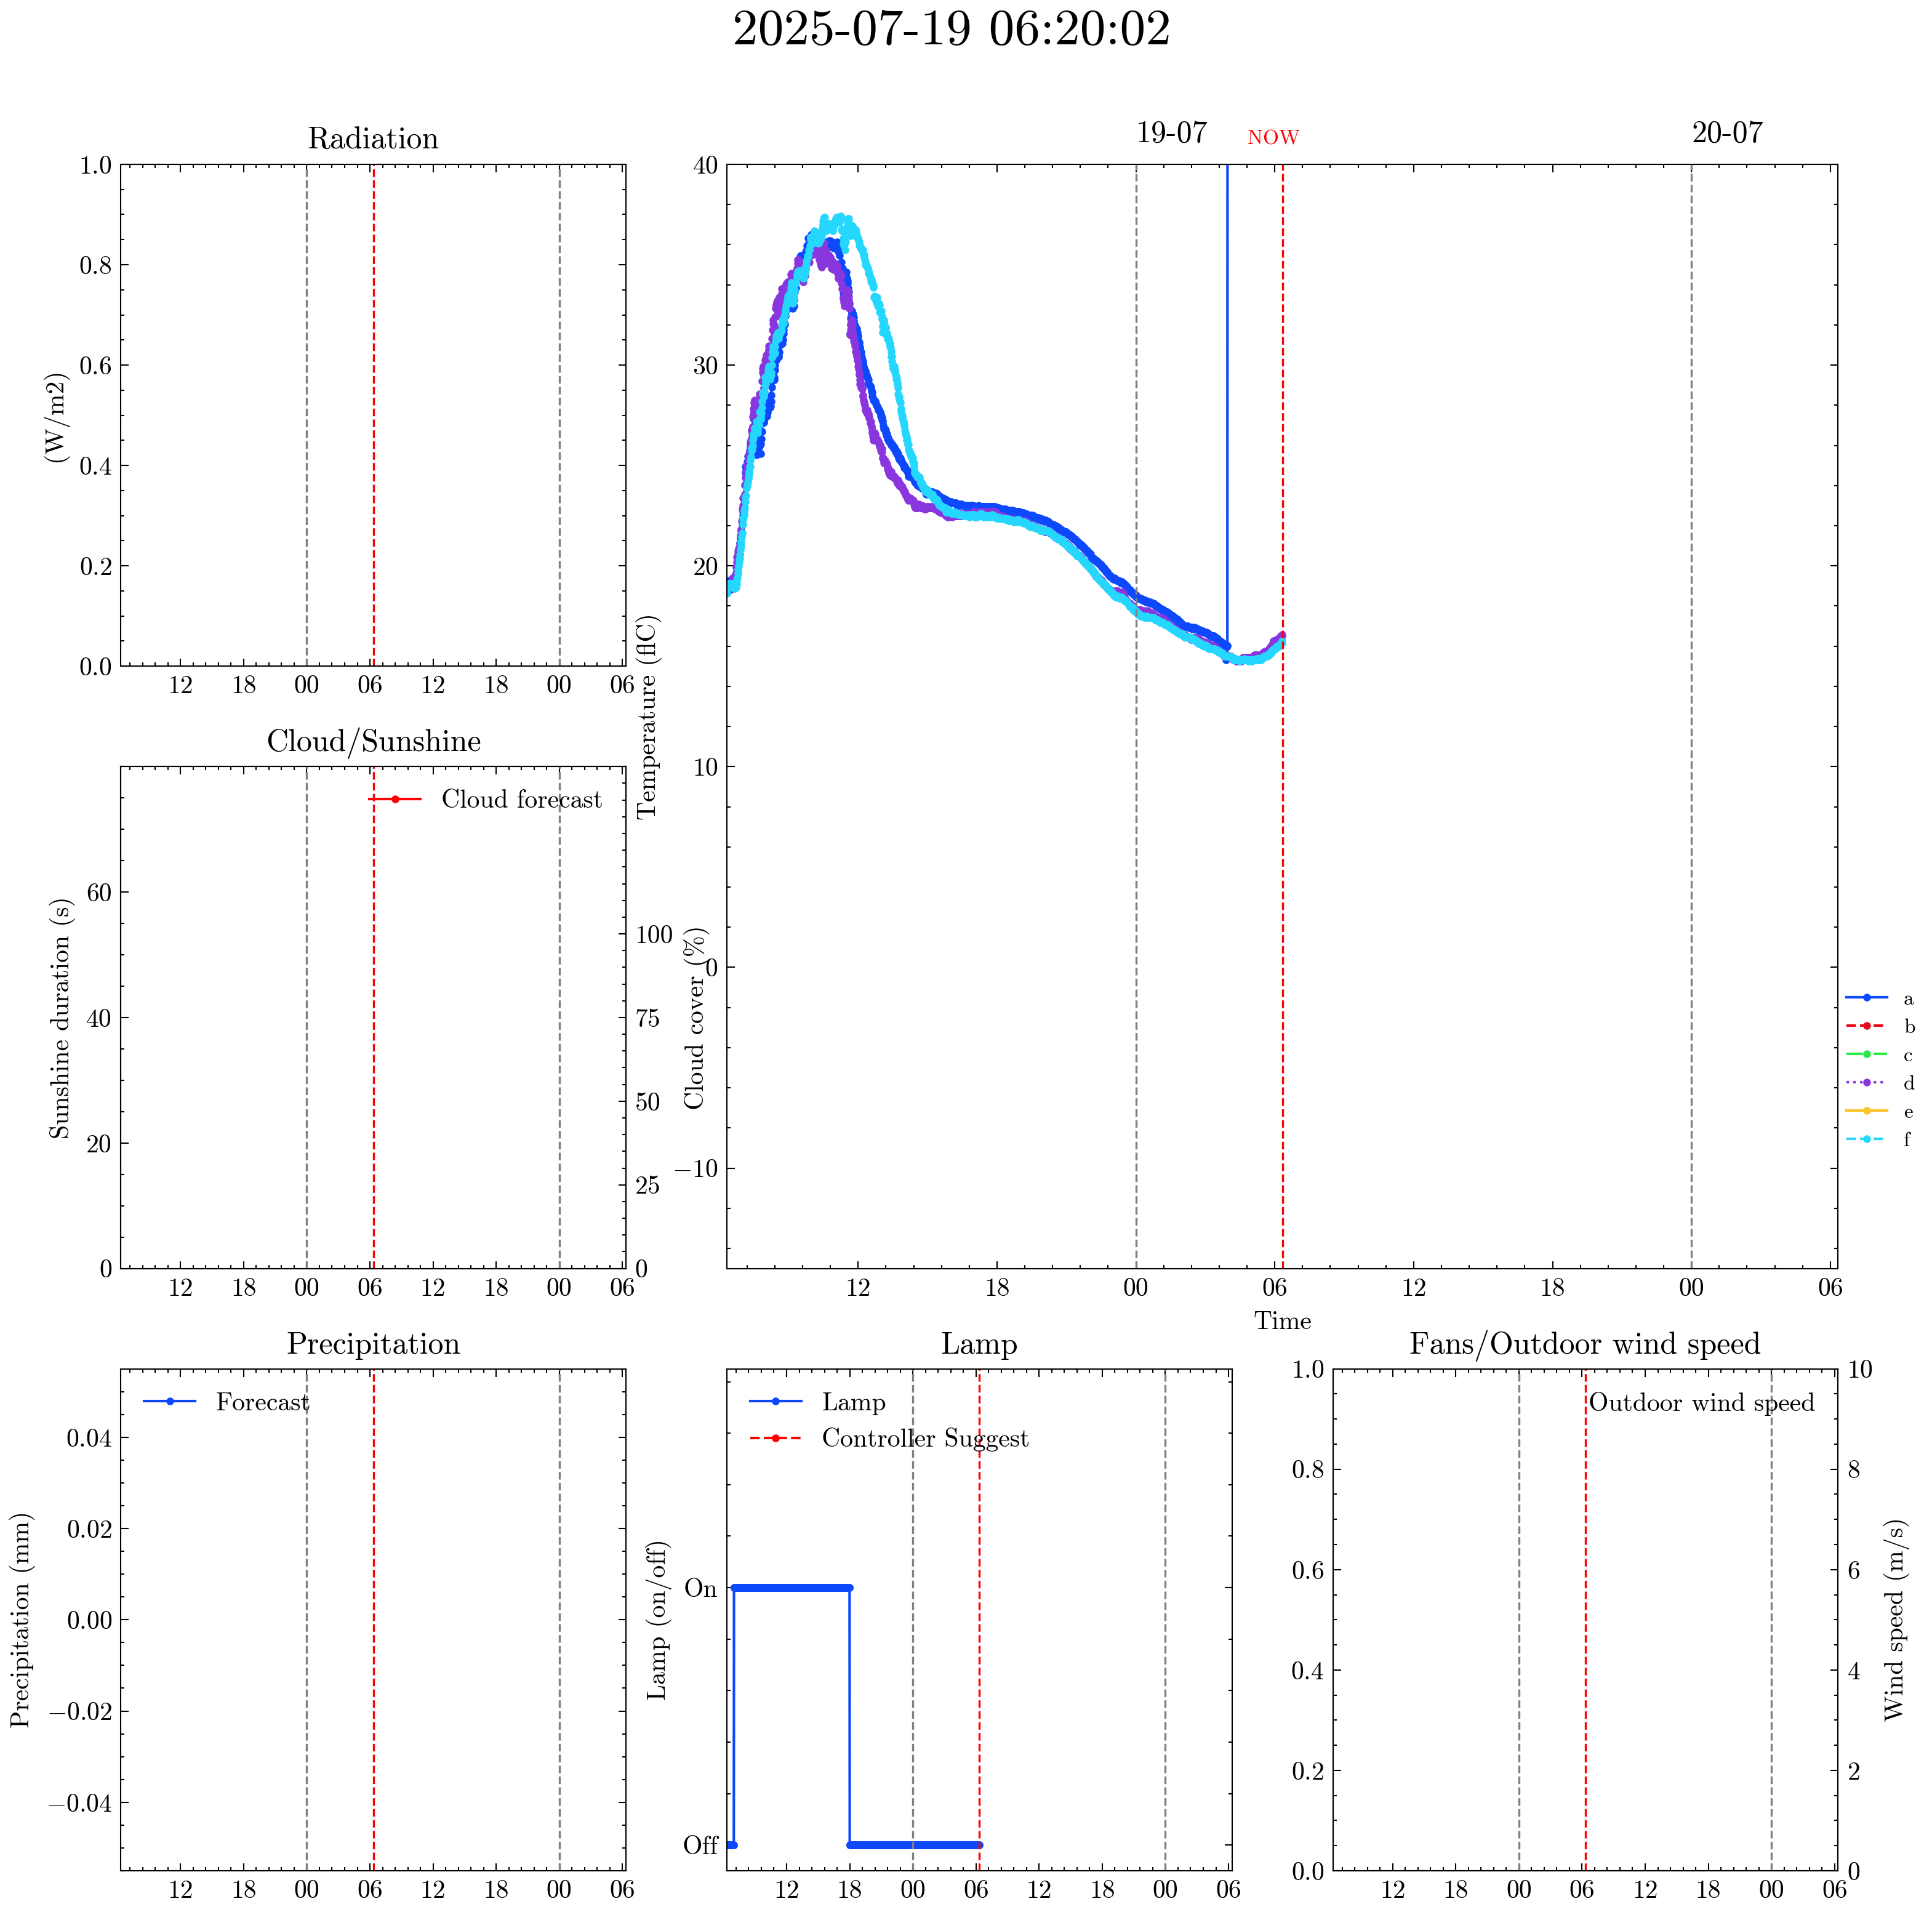 2025-07-19 06:20:02
Radiation
1.0
0.8
0.6
0.4
0.2
0.0
(W/m2)
12 18 00 06 12 18 00 06
19-07
NOW
20-07
40
30
20
10
0
−10
Temperature (flC)
12 18 00 06 12 18 00 06
Time
a
b
c
d
e
f
Cloud/Sunshine
Cloud forecast
60
40
20
0
Sunshine duration (s)
100
75
50
25
0
Cloud cover (%)
12 18 00 06 12 18 00 06
Precipitation
Forecast
0.04
0.02
0.00
−0.02
−0.04
Precipitation (mm)
12 18 00 06 12 18 00 06
Lamp
Lamp
Controller Suggest
On
Off
Lamp (on/off)
12 18 00 06 12 18 00 06
Fans/Outdoor wind speed
Outdoor wind speed
1.0
0.8
0.6
0.4
0.2
0.0
10
8
6
4
2
0
Wind speed (m/s)
12 18 00 06 12 18 00 06